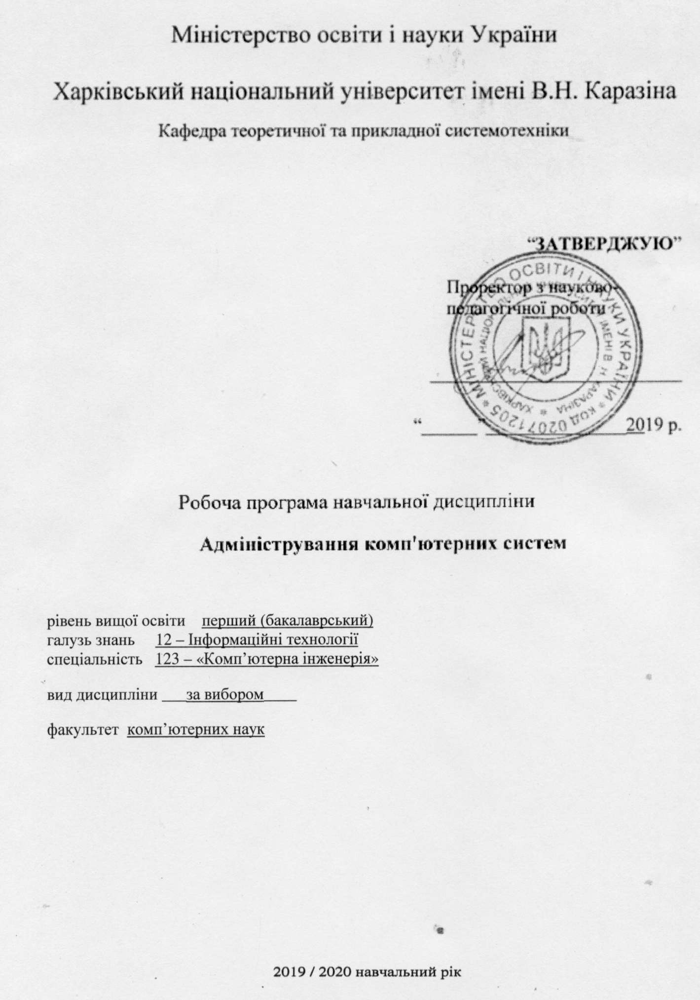 Міністерство освіти і науки України
Харківський національний університет імені В.Н. Каразіна
Кафедра теоретичної та прикладної системотехніки
“ЗАТВЕРДЖУЮ”
Проректор з науково-
педагогічної роботи
МІНІСТЕРСТВО ОСВІТИ І НАУКИ УКРАЇНИ * КОД 02071205 *
ХАРКІВСЬКИЙ НАЦІОНАЛЬНИЙ УНІВЕРСИТЕТ ІМЕНІ В. Н. КАРАЗІНА *
“______” _______________2019 р.
Робоча програма навчальної дисципліни
Адміністрування комп'ютерних систем
рівень вищої освіти перший (бакалаврський)
галузь знань 12 – Інформаційні технології
спеціальність 123 – «Комп’ютерна інженерія»
вид дисципліни ___за вибором____
факультет комп’ютерних наук
2019 / 2020 навчальний рік